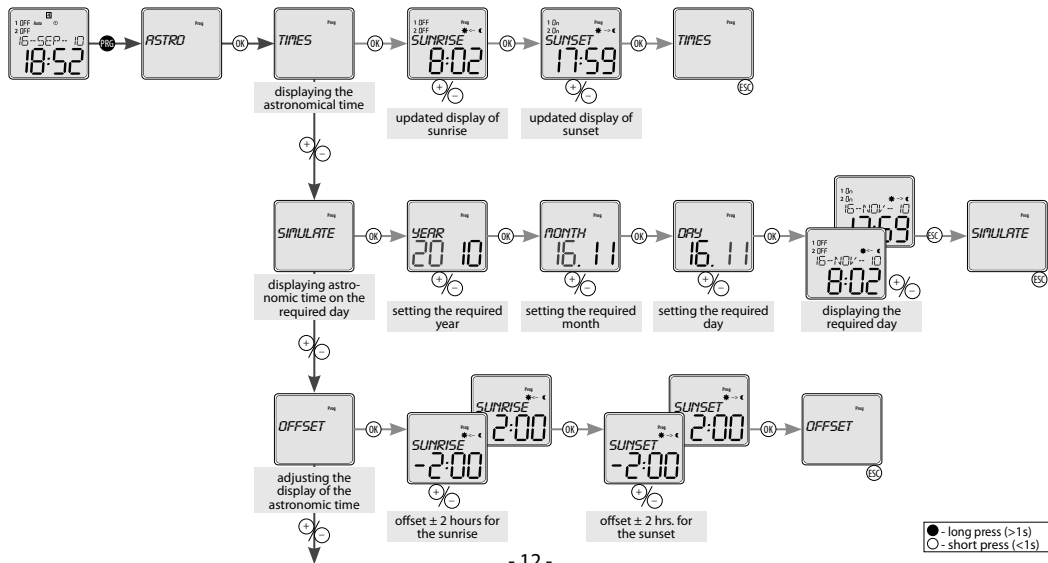 1 OFF Auto
2 OFF
16-SEP-10
18:52
PRG
Prog
ASTRO
OK
Prog
TIMES
displaying the
astronomical time
OK
1 OFF Prog
2 OFF <--
SUNRISE
8:02
+/-
updated display of
sunrise
OK
1 On Prog
2 On -->
SUNSET
17:59
+/-
updated display of
sunset
OK
Prog
TIMES
ESC
+/-
Prog
SIMULATE
displaying astro-
nomic time on the
required day
OK
Prog
YEAR
20 10
+/-
setting the required
year
OK
Prog
MONTH
16. 11
+/-
setting the required
month
OK
Prog
DAY
16. 11
+/-
setting the required
day
OK
1 On
2 On -->
16-NOV-10
17:59
1 OFF
2 OFF <--
16-NOV-10
8:02
+/-
displaying the
required day
ESC
Prog
SIMULATE
ESC
+/-
Prog
OFFSET
adjusting the
display of the
astronomic time
OK
Prog
<--
SUNRISE
2:00
Prog
<--
SUNRISE
-2:00
+/-
offset ± 2 hours for
the sunrise
OK
Prog
-->
SUNSET
2:00
Prog
-->
SUNSET
-2:00
+/-
offset ± 2 hrs. for
the sunset
OK
Prog
OFFSET
ESC
+/-
- long press (>1s)
- short press (<1s)
- 12 -